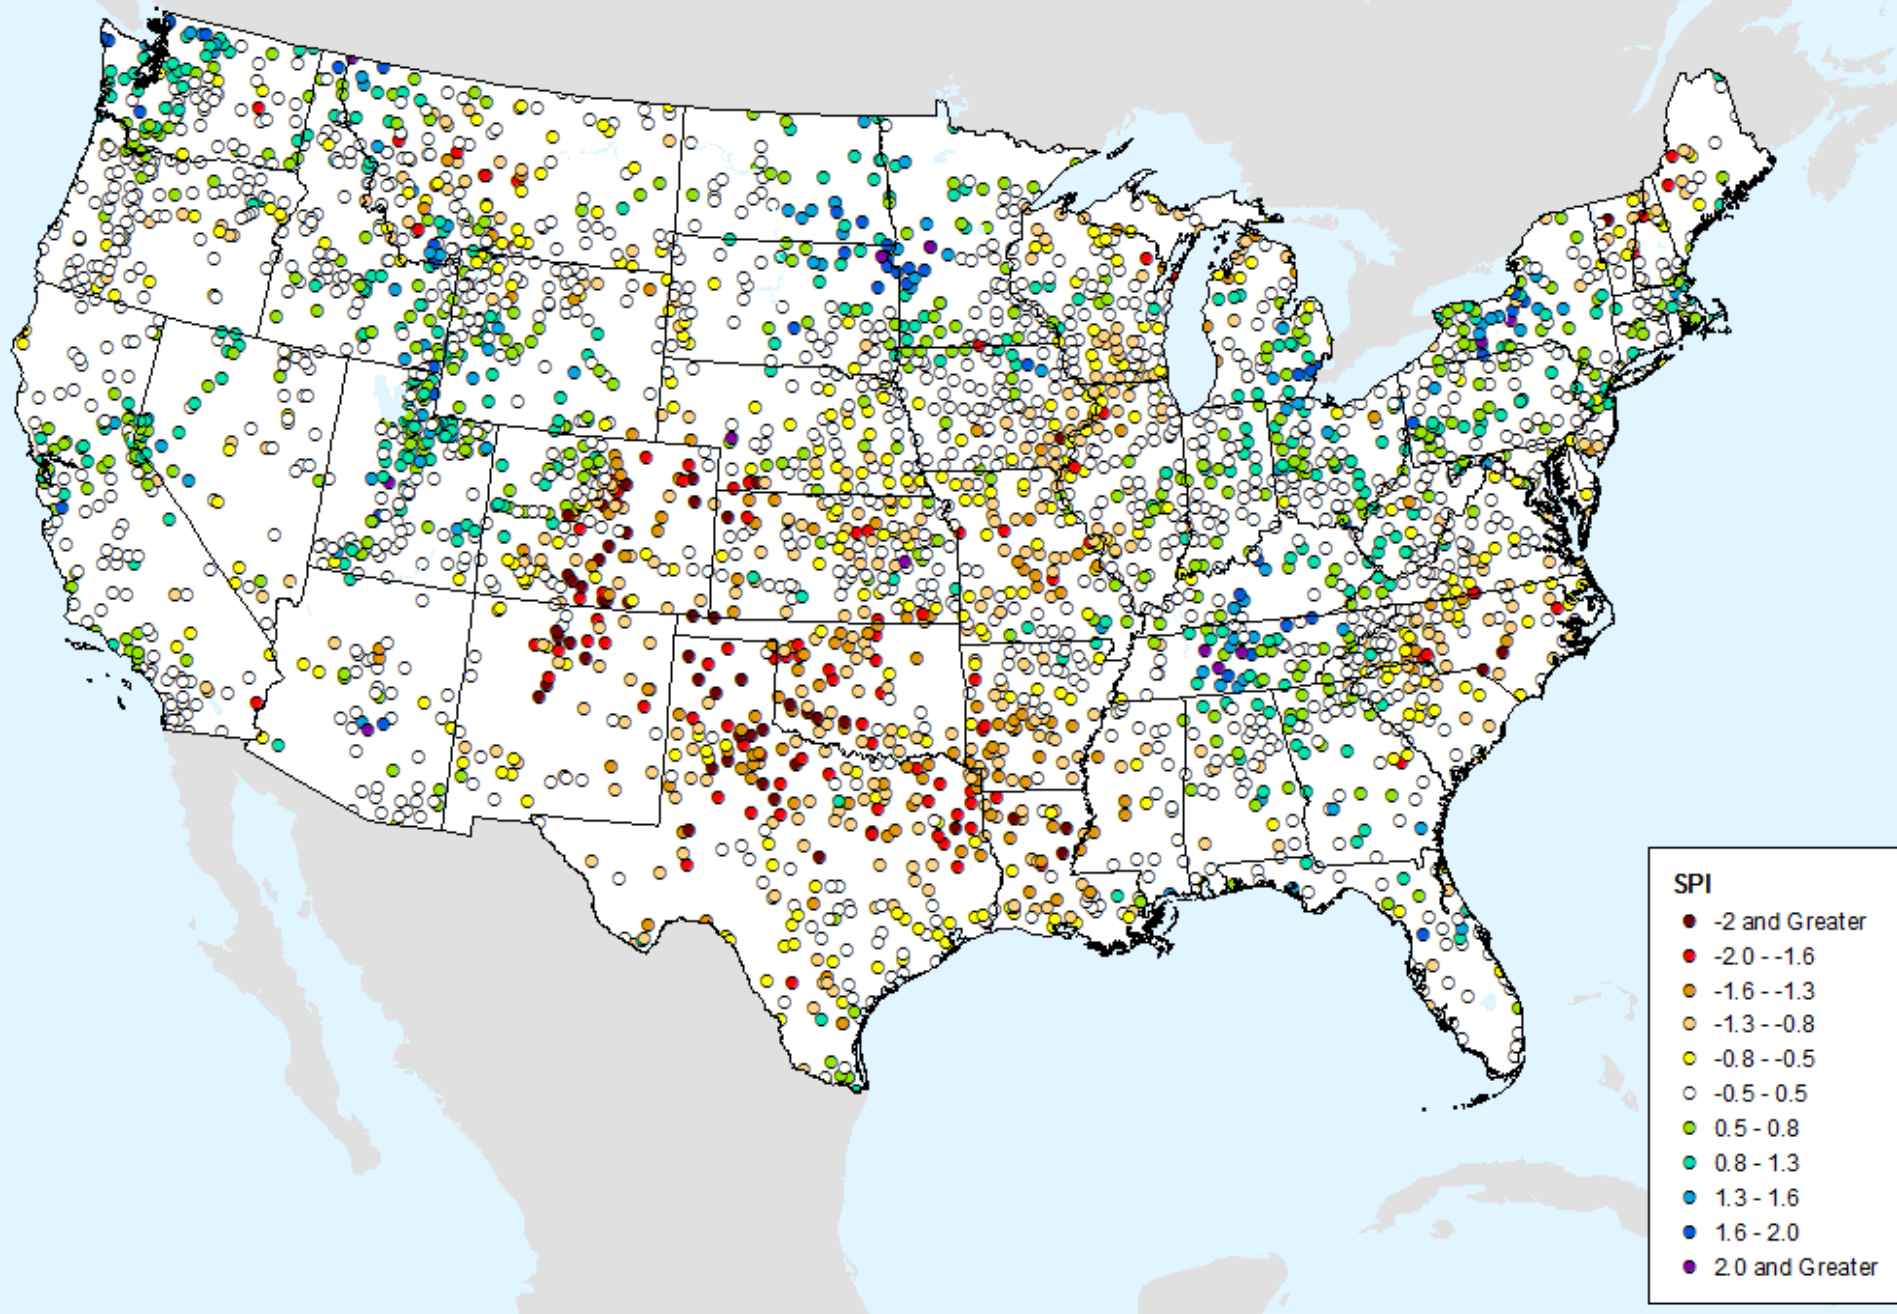 SPI
-2 and Greater
-2.0 - -1.6
-1.6 - -1.3
-1.3 - -0.8
-0.8 - -0.5
-0.5 - 0.5
0.5 - 0.8
0.8 - 1.3
1.3 - 1.6
1.6 - 2.0
2.0 and Greater